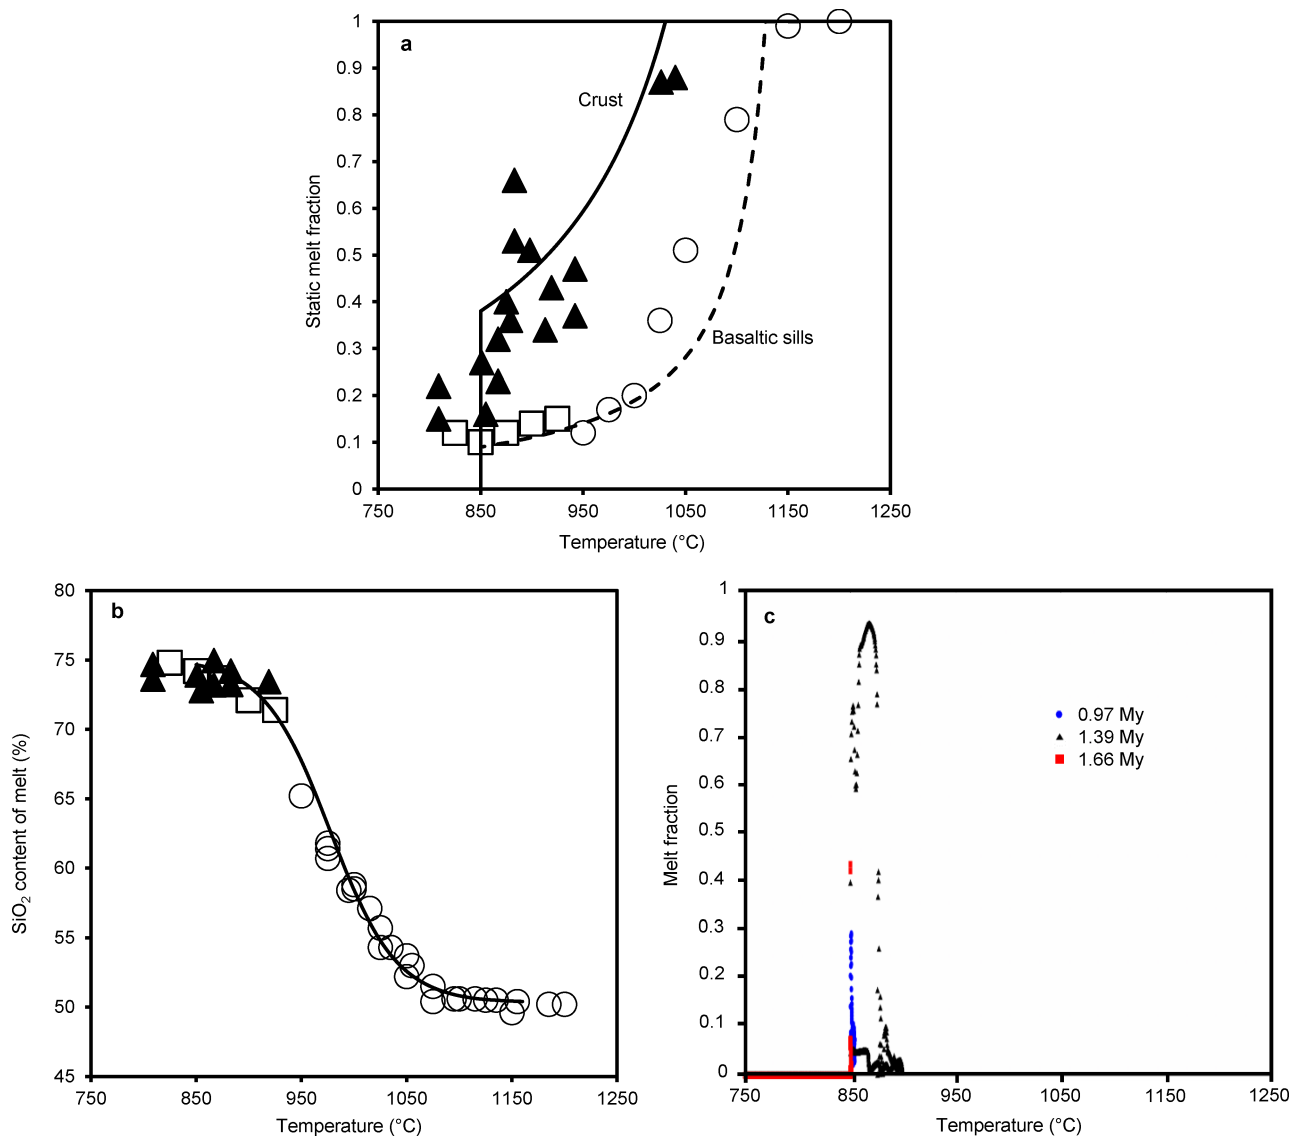 a
Static melt fraction
1
0.9
0.8
0.7
0.6
0.5
0.4
0.3
0.2
0.1
0
Crust
Basaltic sills
750 850 950 1050 1150 1250
Temperature (°C)
b
SiO2 content of melt (%)
80
75
70
65
60
55
50
45
750 850 950 1050 1150 1250
Temperature (°C)
c
Melt fraction
1
0.9
0.8
0.7
0.6
0.5
0.4
0.3
0.2
0.1
0
0.97 My
1.39 My
1.66 My
750 850 950 1050 1150 1250
Temperature (°C)